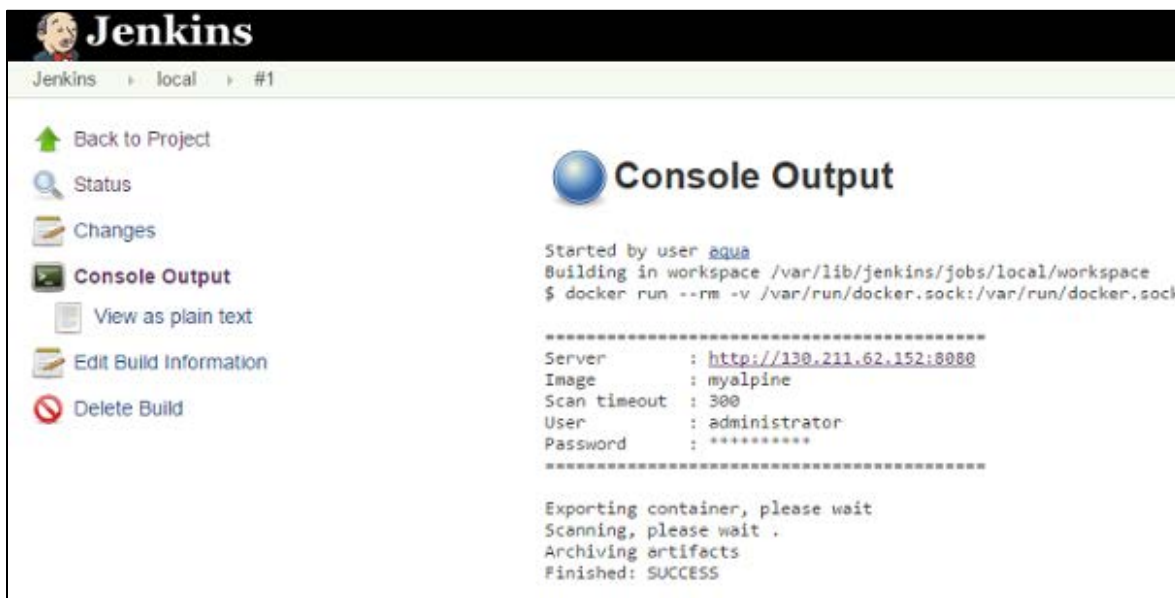 Jenkins
Jenkins local #1
Back to Project
Status
Changes
Console Output
View as plain text
Edit Build Information
Delete Build
Console Output
Started by user aqua
Building in workspace /var/lib/jenkins/jobs/local/workspace
$ docker run --rm -v /var/run/docker.sock:/var/run/docker.sock
===========================================
Server : http://130.211.62.152:8080
Image : myalpine
Scan timeout : 300
User : administrator
Password : **********
===========================================
Exporting container, please wait
Scanning, please wait .
Archiving artifacts
Finished: SUCCESS